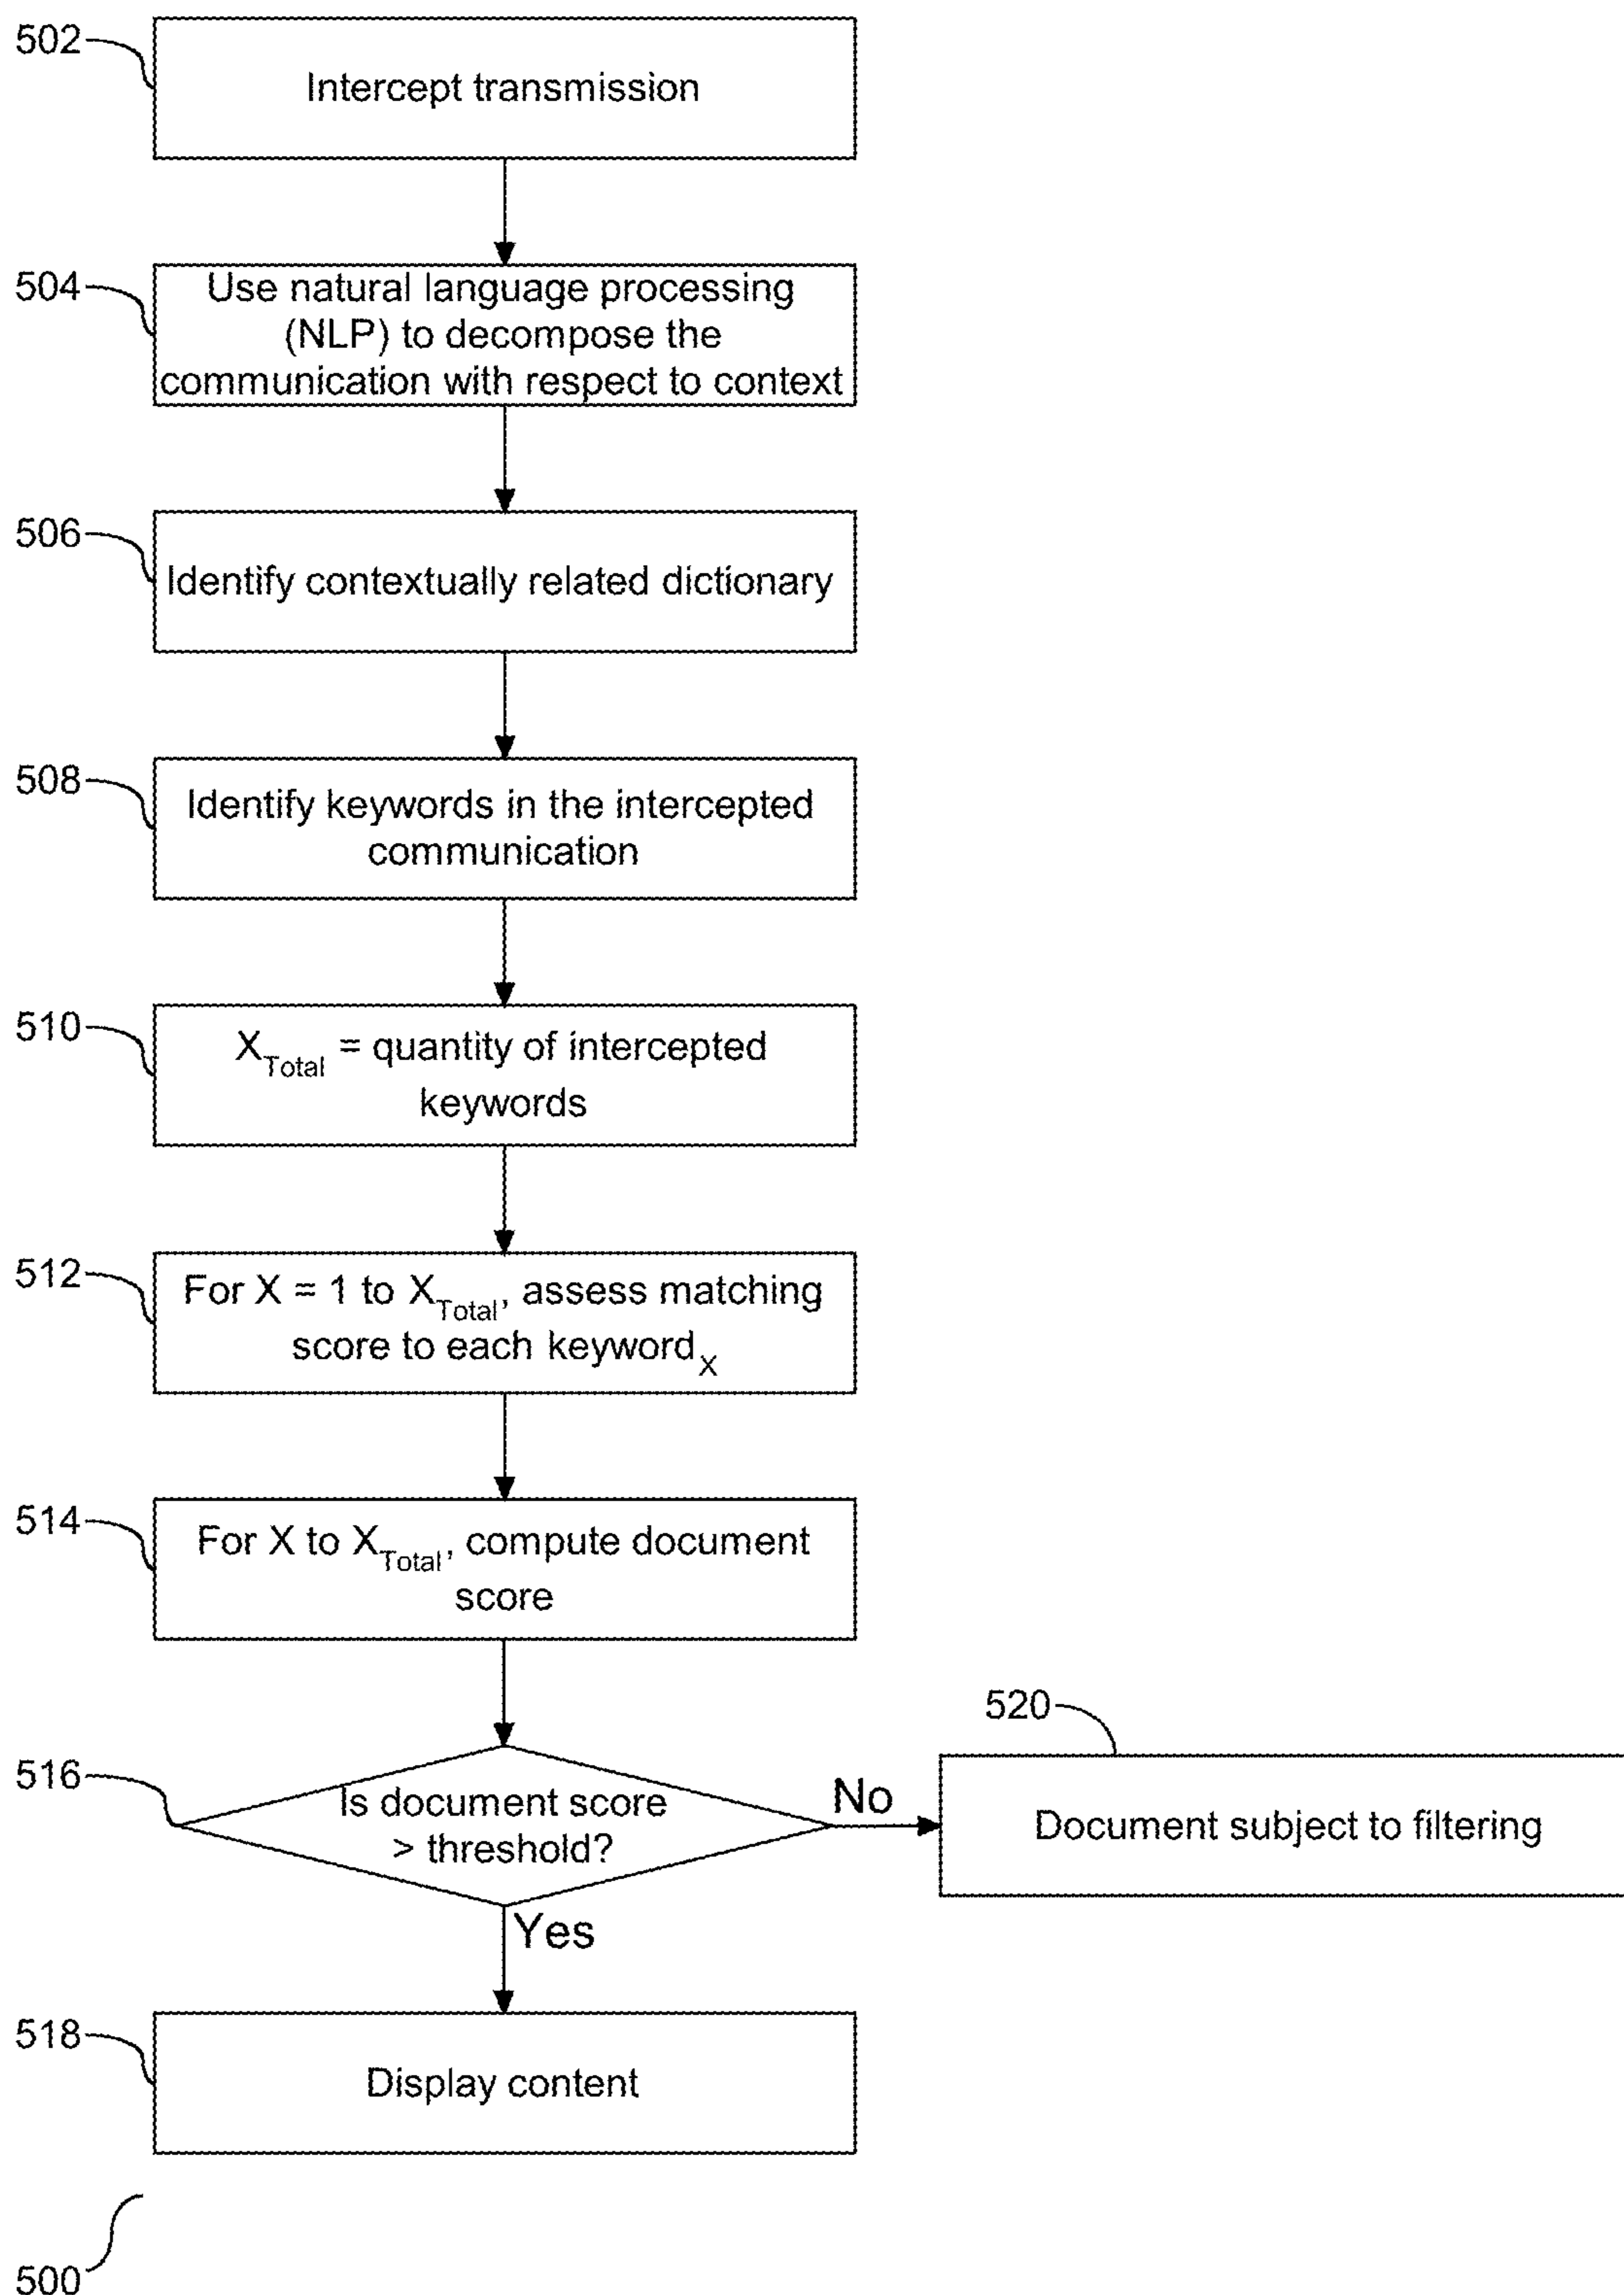 502
Intercept transmission
504
Use natural language processing
(NLP) to decompose the
communication with respect to context
506
Identify contextually related dictionary
508
Identify keywords in the intercepted
communication
510
XTotal = quantity of intercepted
keywords
512
For X = 1 to XTotal, assess matching
score to each keywordX
514
For X to XTotal, compute document
score
520
516
Is document score
> threshold?
No
Document subject to filtering
Yes
518
Display content
500